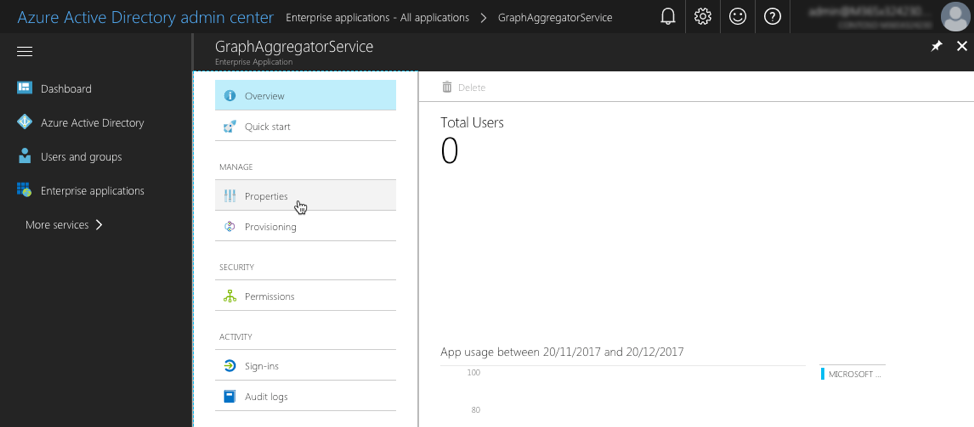 Azure Active Directory admin center
Enterprise applications - All applications > GraphAggregatorService
GraphAggregatorService
Enterprise Application
Dashboard
Azure Active Directory
Users and groups
Enterprise applications
More services >
Overview
Quick start
MANAGE
Properties
Provisioning
SECURITY
Permissions
ACTIVITY
Sign-ins
Audit logs
Delete
Total Users
0
App usage between 20/11/2017 and 20/12/2017
100
80
MICROSOFT ...